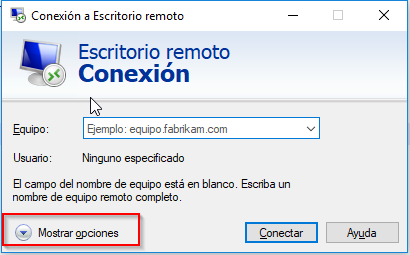 Conexión a Escritorio remoto
Escritorio remoto
Conexión
Equipo: Ejemplo: equipo.fabrikam.com
Usuario: Ninguno especificado
El campo del nombre de equipo está en blanco. Escriba un
nombre de equipo remoto completo.
Mostrar opciones Conectar Ayuda